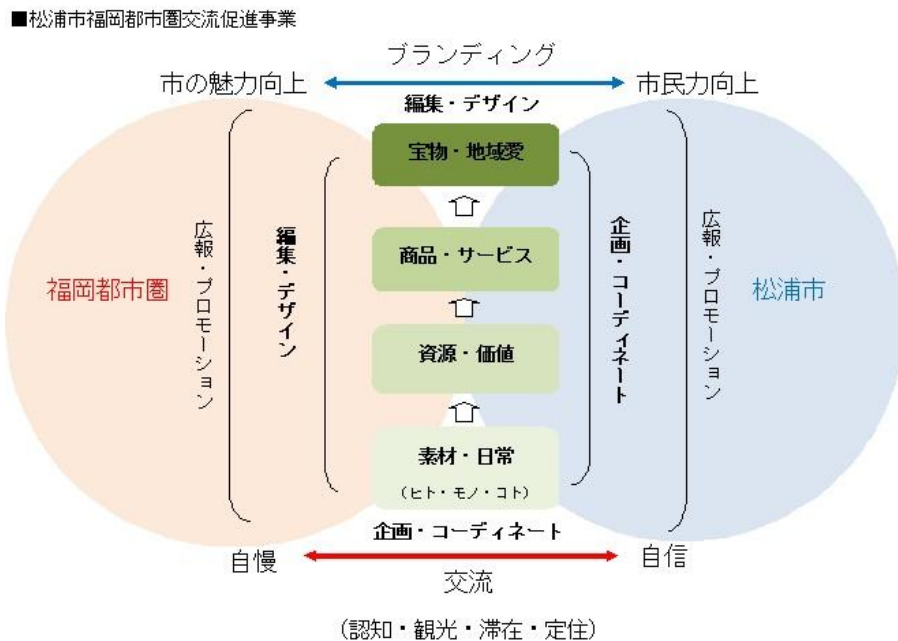 ■松浦市福岡都市圏交流促進事業
ブランディング
市の魅力向上
市民力向上
編集・デザイン
宝物・地域愛
商品・サービス
資源・価値
素材・日常
(ヒト・モノ・コト)
企画・コーディネート
福岡都市圏
広報・プロモーション
編集・デザイン
企画・コーディネート
広報・プロモーション
松浦市
自慢
自信
交流
(認知・観光・滞在・定住)